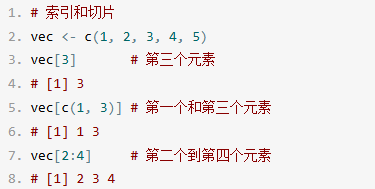 1. # 索引和切片
2. vec <- c(1, 2, 3, 4, 5)
3. vec[3]       # 第三个元素
4. # [1] 3
5. vec[c(1, 3)] # 第一个和第三个元素
6. # [1] 1 3
7. vec[2:4]     # 第二个到第四个元素
8. # [1] 2 3 4